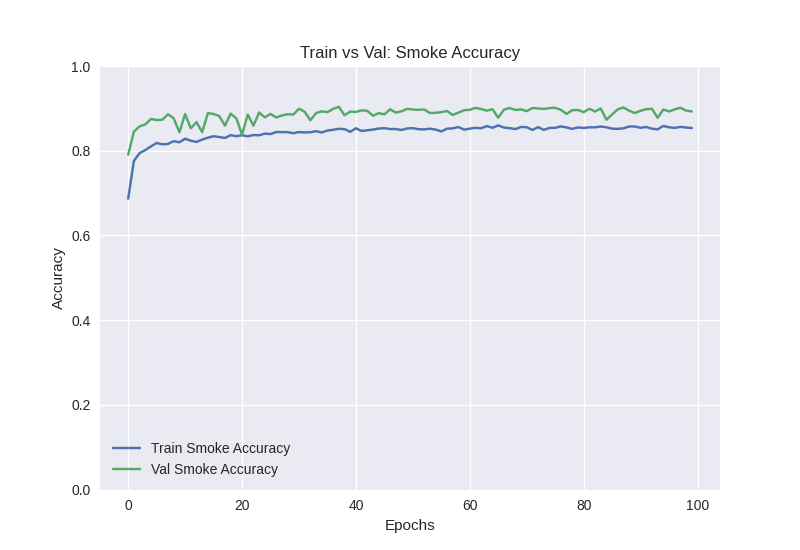 Train vs Val: Smoke Accuracy
1.0
0.8
0.6
0.4
0.2
0.0
Accuracy
Train Smoke Accuracy
Val Smoke Accuracy
0 20 40 60 80 100
Epochs